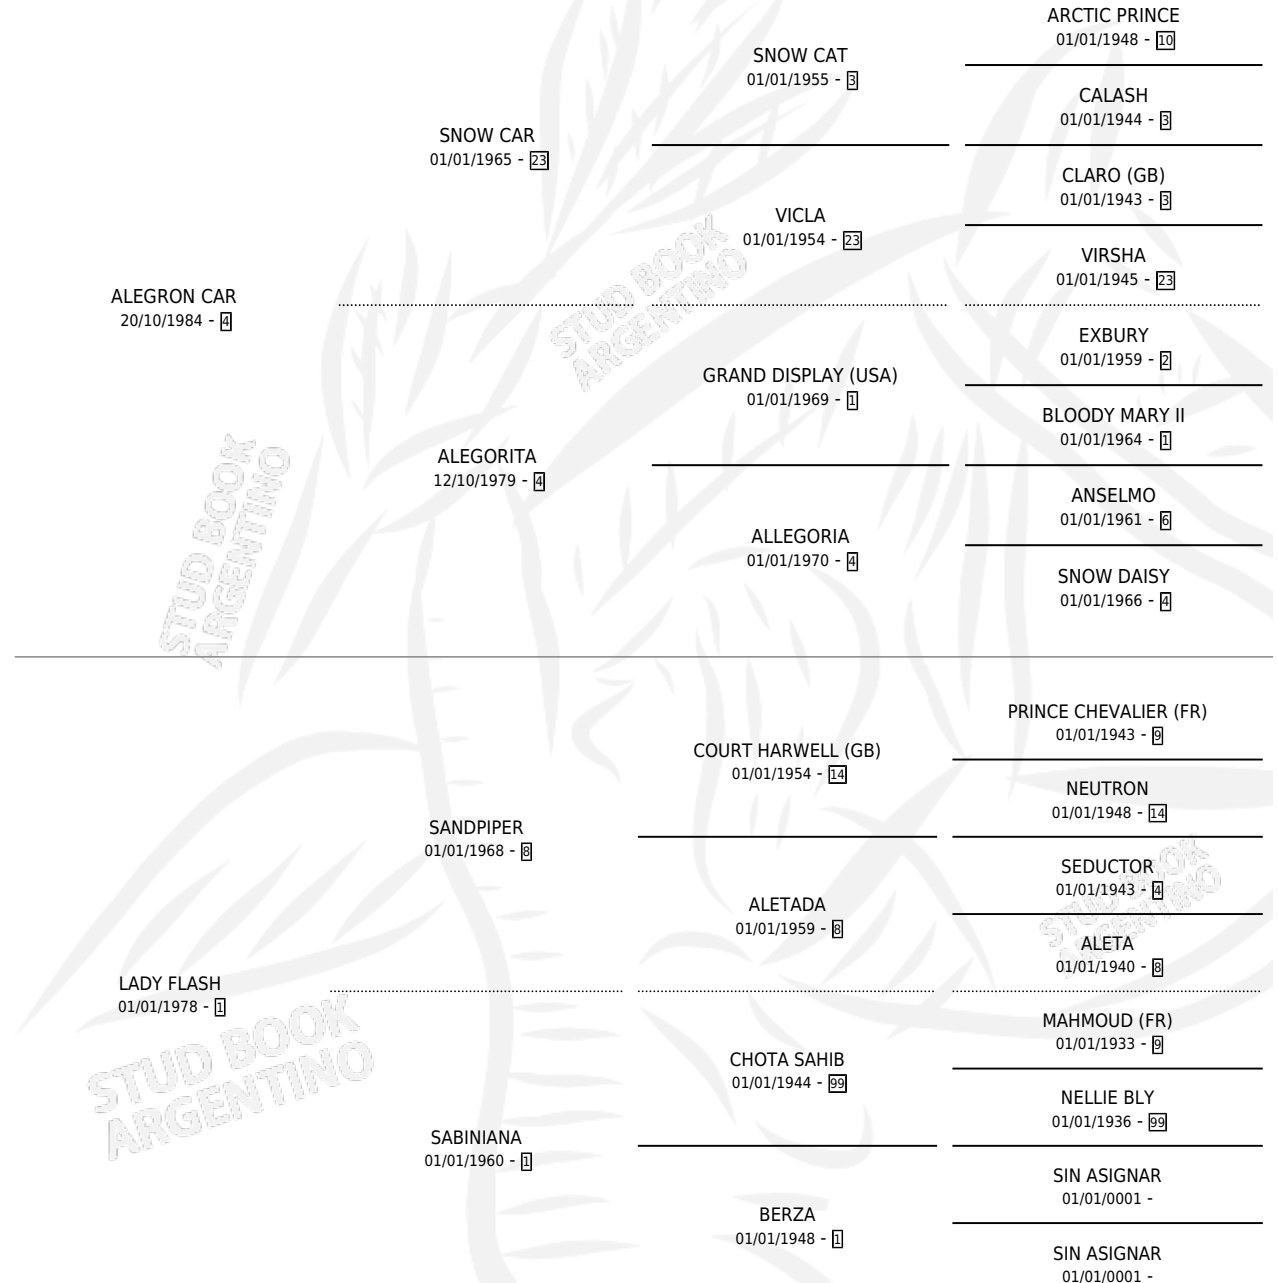 ARCTIC PRINCE
01/01/1948 - 10
SNOW CAT
01/01/1955 - 3
CALASH
01/01/1944 - 3
SNOW CAR
01/01/1965 - 23
CLARO (GB)
01/01/1943 - 3
VICLA
01/01/1954 - 23
VIRSHA
01/01/1945 - 23
ALEGRON CAR
20/10/1984 - 4
EXBURY
01/01/1959 - 2
GRAND DISPLAY (USA)
01/01/1969 - 1
BLOODY MARY II
01/01/1964 - 1
ALEGORITA
12/10/1979 - 4
ANSELMO
01/01/1961 - 6
ALLEGORIA
01/01/1970 - 4
SNOW DAISY
01/01/1966 - 4
STUD BOOK
ARGENTINO
STUD BOOK
ARGENTINO
PRINCE CHEVALIER (FR)
01/01/1943 - 9
COURT HARWELL (GB)
01/01/1954 - 14
NEUTRON
01/01/1948 - 14
SANDPIPER
01/01/1968 - 8
SEDUCTOR
01/01/1943 - 4
ALETADA
01/01/1959 - 8
ALETA
01/01/1940 - 8
STUD BOOK
ARGENTINO
LADY FLASH
01/01/1978 - 1
MAHMOUD (FR)
01/01/1933 - 9
CHOTA SAHIB
01/01/1944 - 99
NELLIE BLY
01/01/1936 - 99
STUD BOOK
ARGENTINO
SABINIANA
01/01/1960 - 1
SIN ASIGNAR
01/01/0001 -
BERZA
01/01/1948 - 1
SIN ASIGNAR
01/01/0001 -